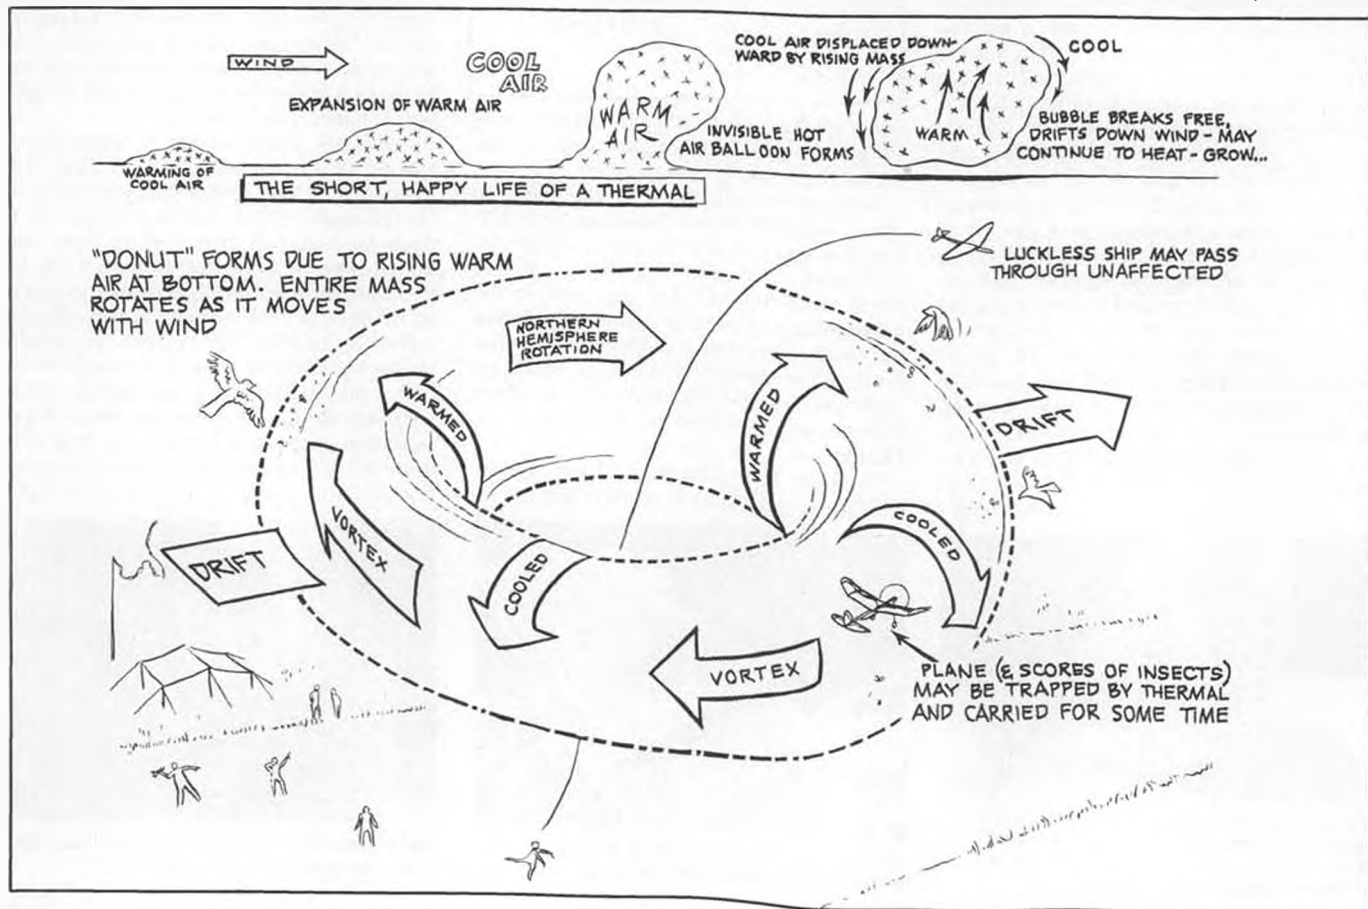 WIND
COOL
AIR
EXPANSION OF WARM AIR
WARMING OF
COOL AIR
WARM
AIR
INVISIBLE HOT
AIR BALLOON FORMS
COOL AIR DISPLACED DOWN-
WARD BY RISING MASS
COOL
WARM
BUBBLE BREAKS FREE,
DRIFTS DOWN WIND - MAY
CONTINUE TO HEAT - GROW...
THE SHORT, HAPPY LIFE OF A THERMAL
"DONUT" FORMS DUE TO RISING WARM
AIR AT BOTTOM. ENTIRE MASS
ROTATES AS IT MOVES
WITH WIND
LUCKLESS SHIP MAY PASS
THROUGH UNAFFECTED
NORTHERN
HEMISPHERE
ROTATION
WARMED
WARMED
DRIFT
VORTEX
COOLED
COOLED
DRIFT
VORTEX
PLANE (& SCORES OF INSECTS)
MAY BE TRAPPED BY THERMAL
AND CARRIED FOR SOME TIME